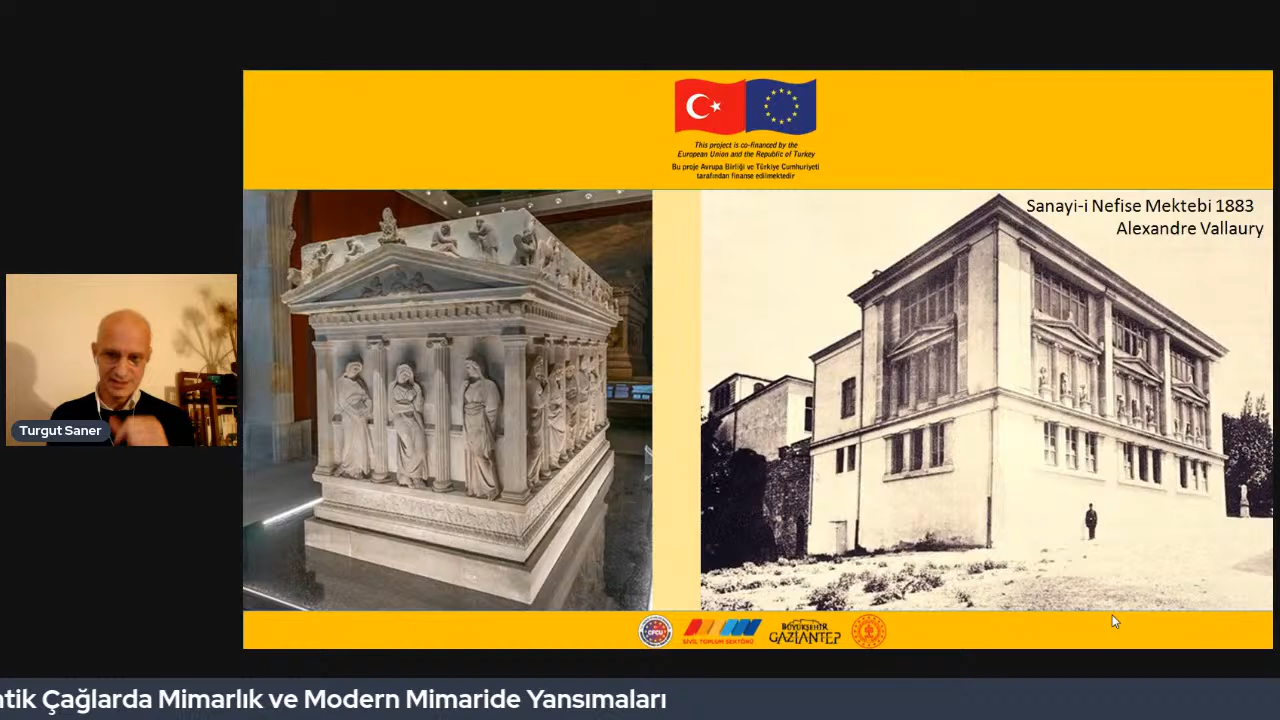 This project is co-financed by the
European Union and the Republic of Turkey
Bu proje Avrupa Birliği ve Türkiye Cumhuriyeti
tarafından finanse edilmektedir
Sanayi-i Nefise Mektebi 1883
Alexandre Vallaury
Turgut Saner
CFCU
SİVİL TOPLUM SEKTÖRÜ
BÜYÜKŞEHİR
GAZİANTEP
ntik Çağlarda Mimarlık ve Modern Mimaride Yansımaları